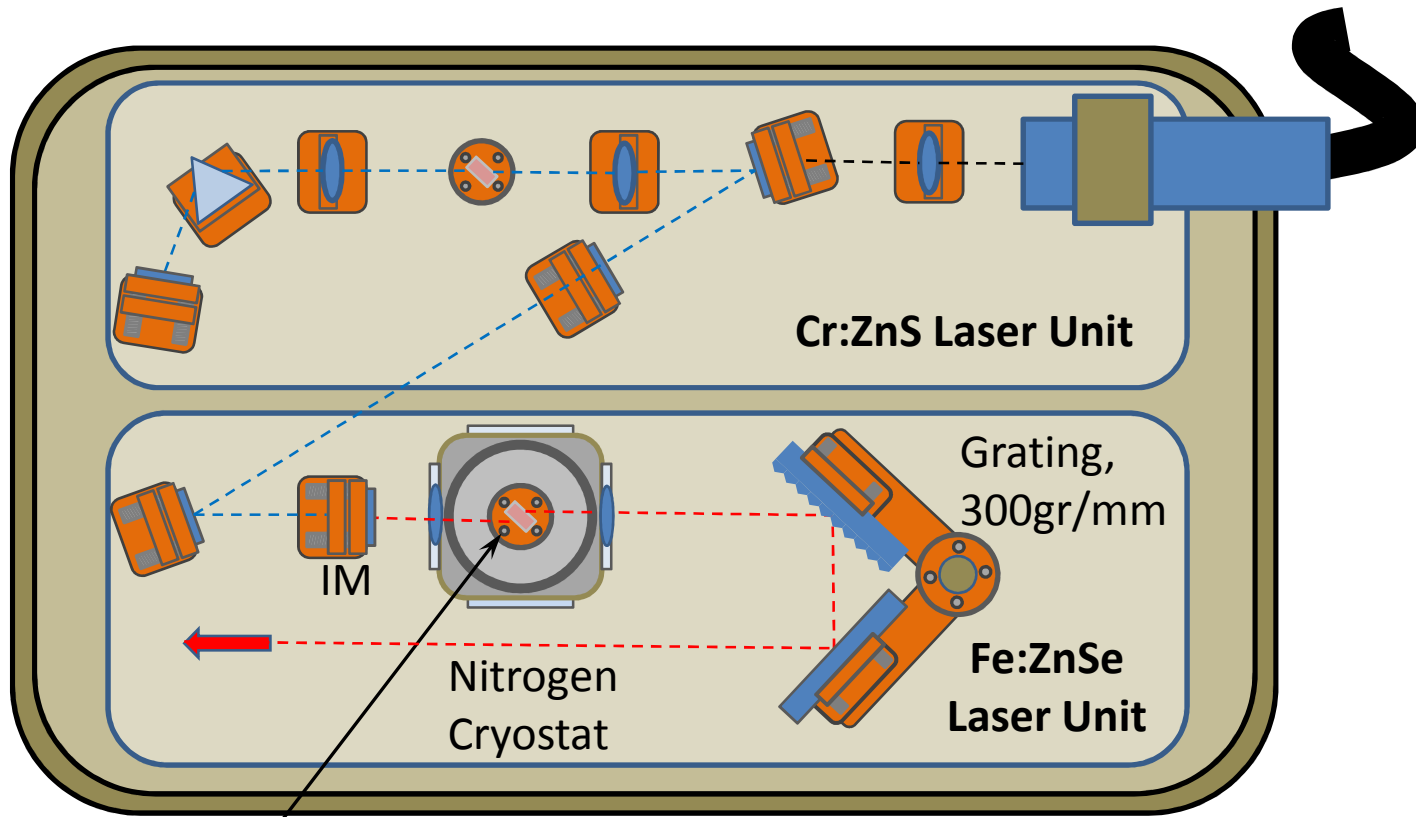 Cr:ZnS Laser Unit
Grating,
300gr/mm
IM
Nitrogen
Cryostat
Fe:ZnSe
Laser Unit